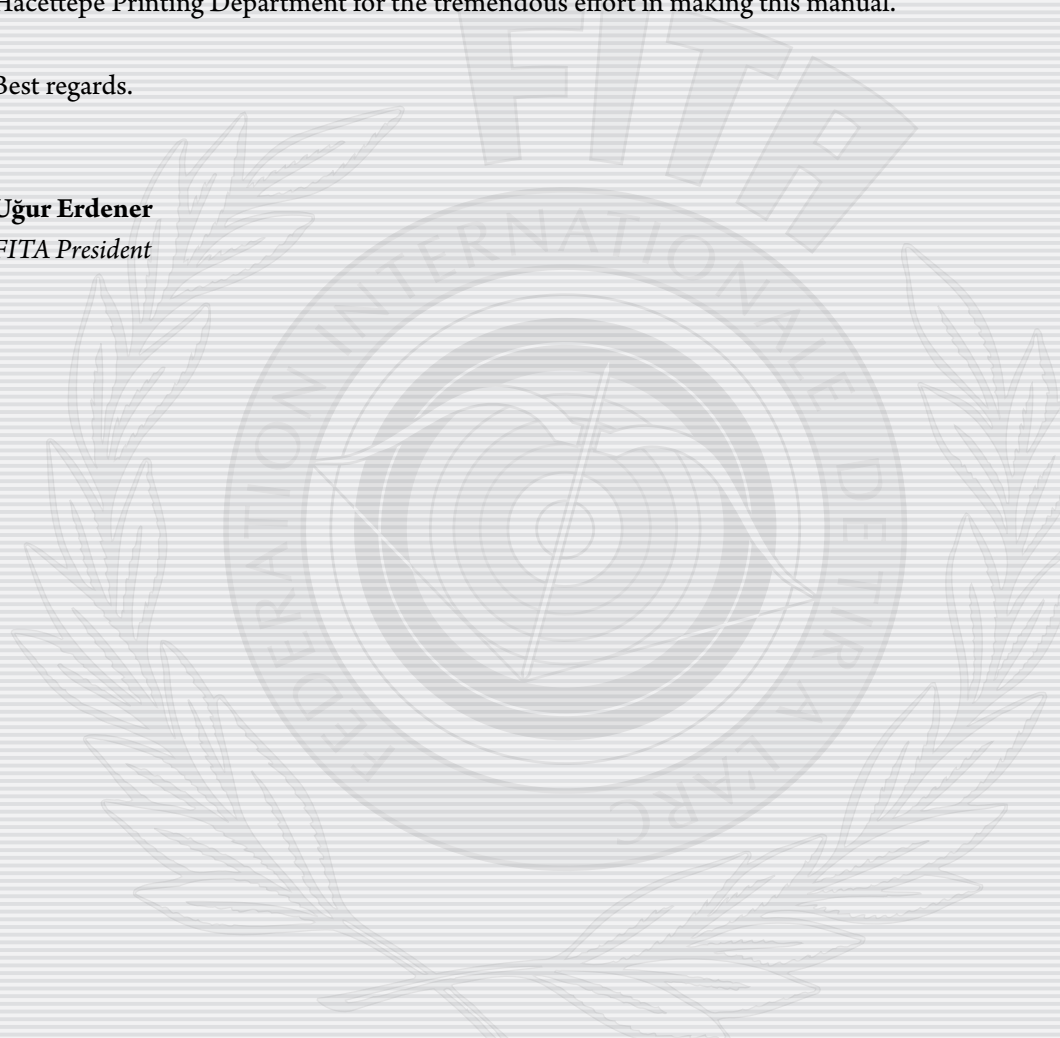 Hacettepe Printing Department for the tremendous effort in making this manual.
Best regards.
Uğur Erdener
FITA President
FITA
FEDERATION INTERNATIONALE DE TIR A L'ARC